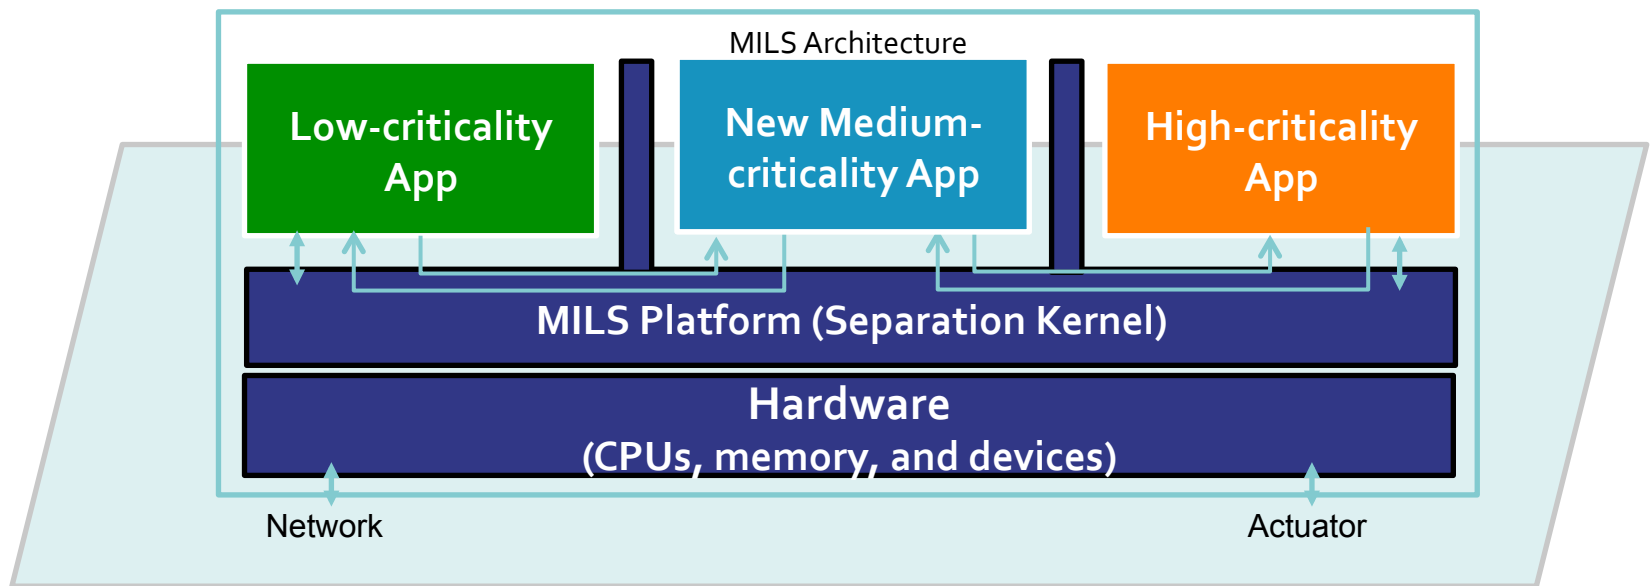 MILS Architecture
Low-criticality
App
New Medium-
criticality App
High-criticality
App
MILS Platform (Separation Kernel)
Hardware
(CPUs, memory, and devices)
Network
Actuator